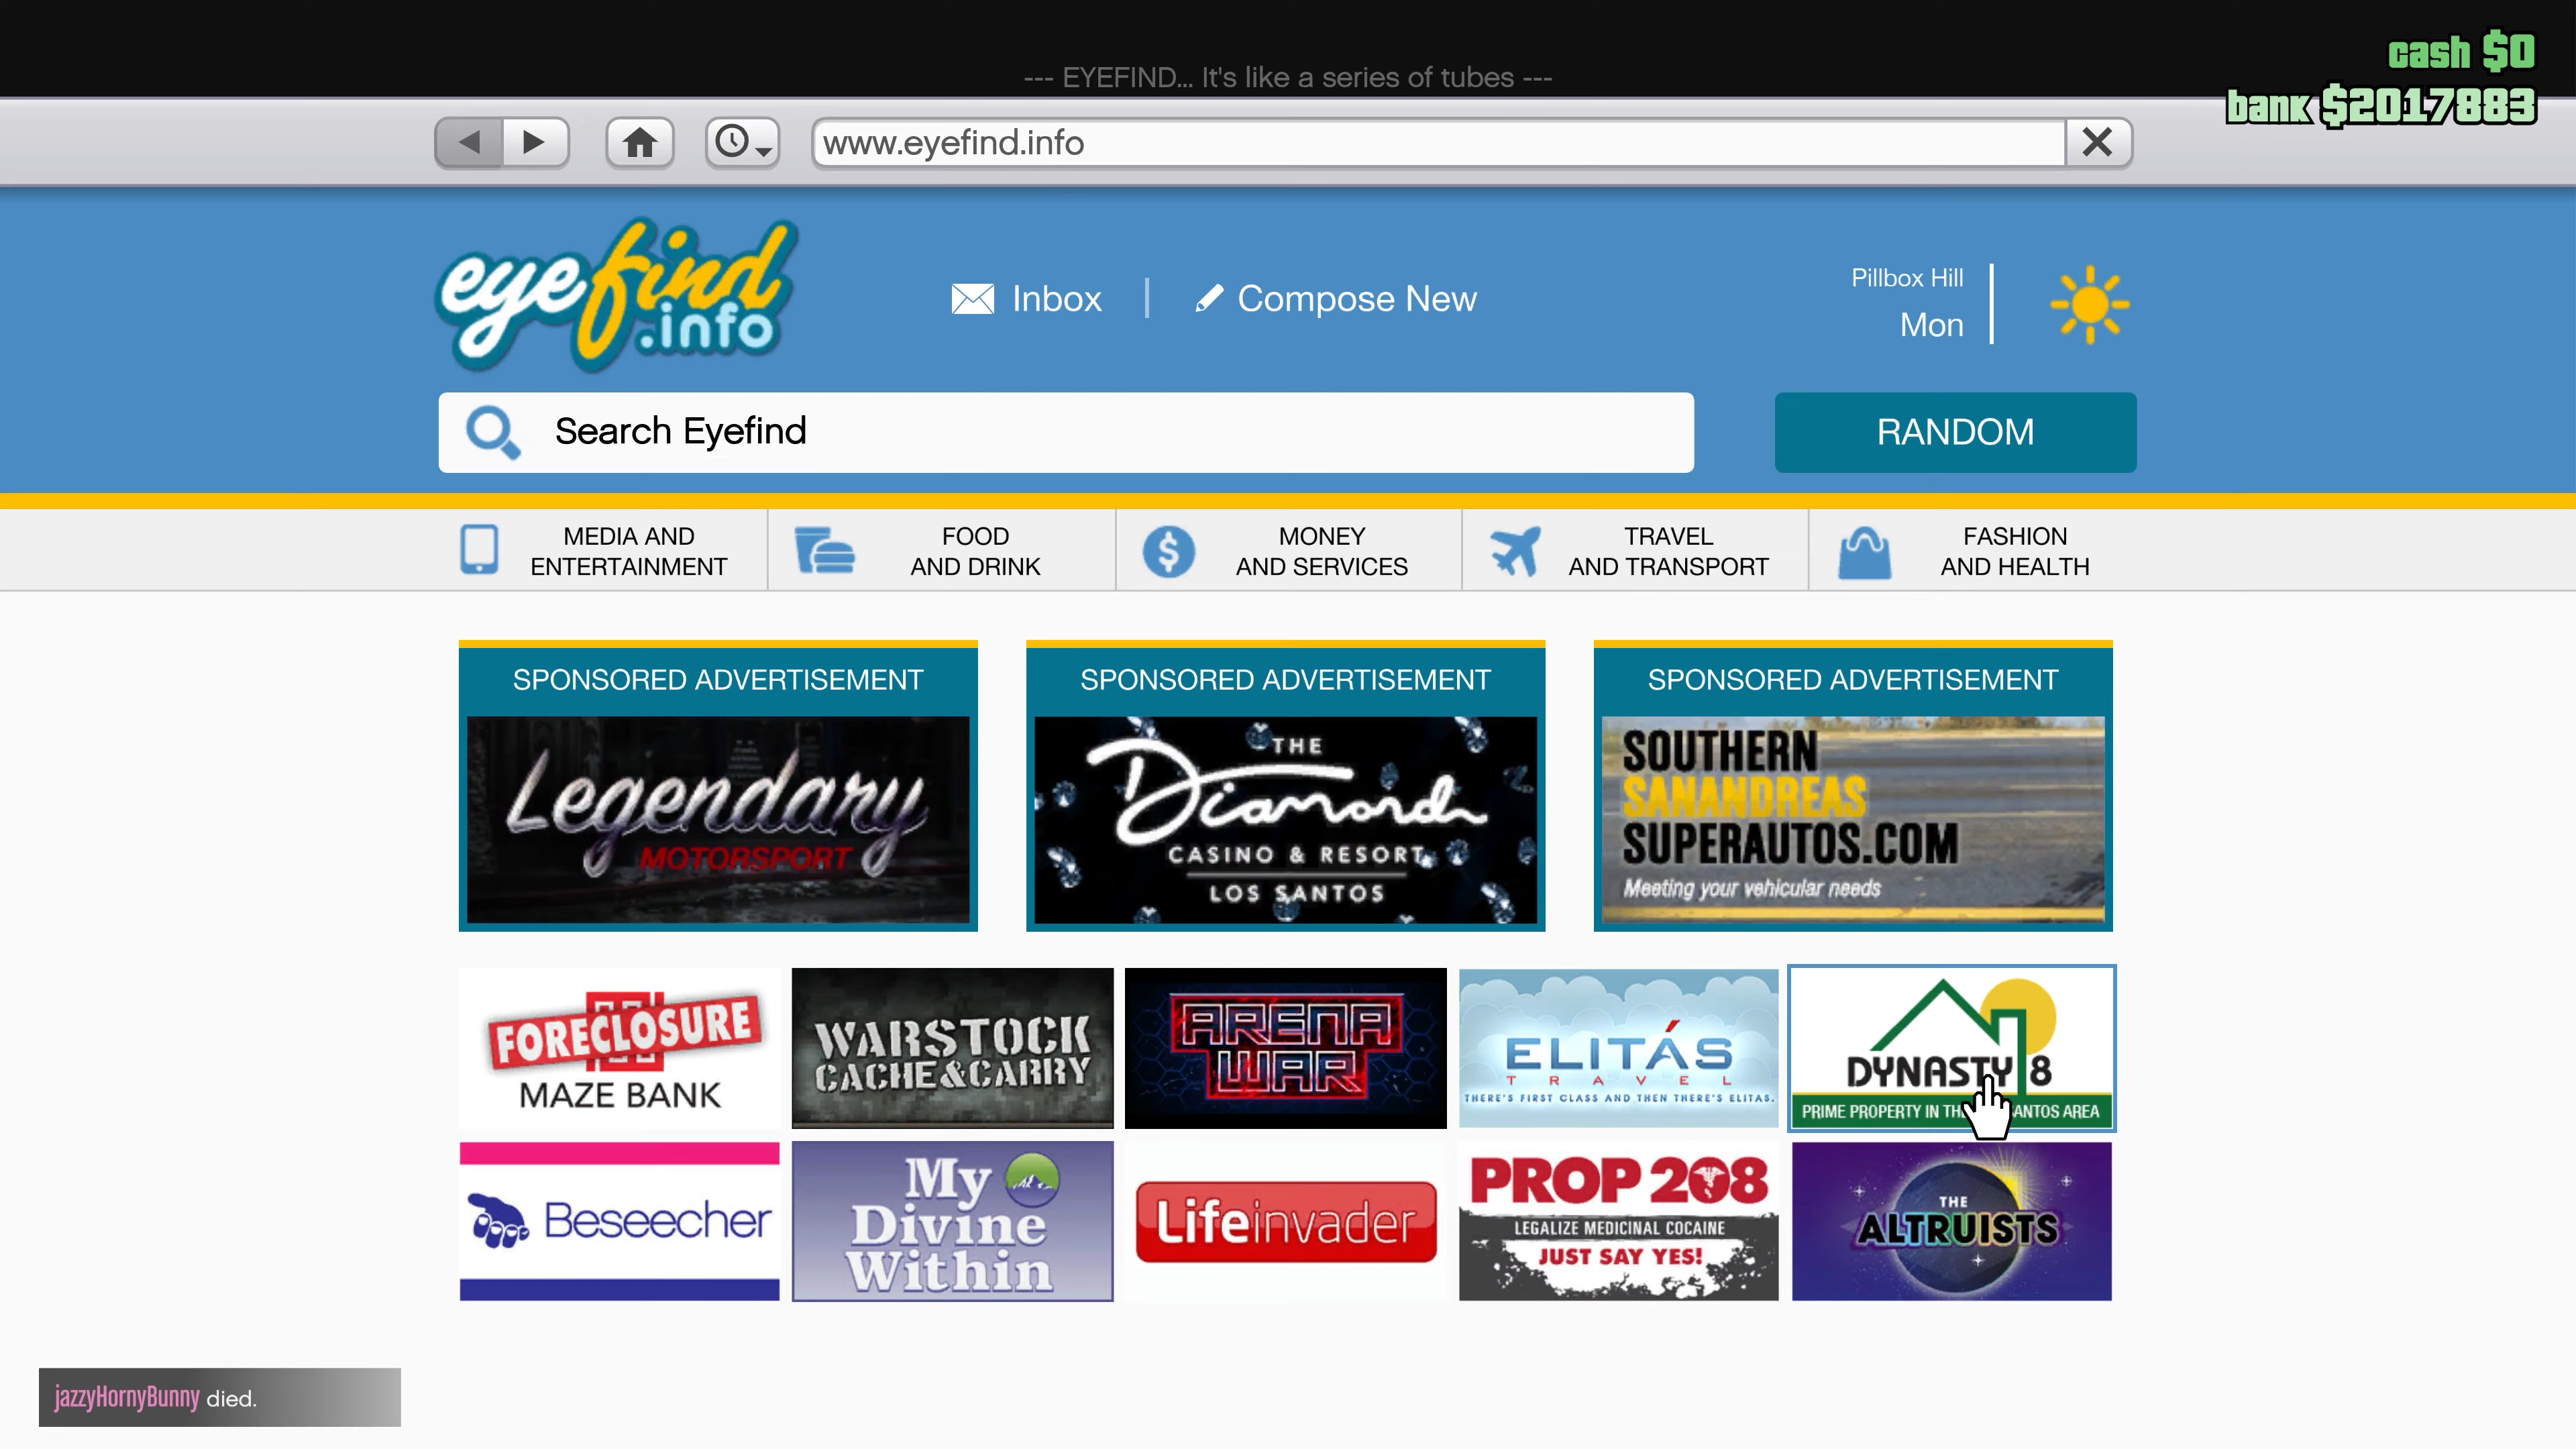 cash $0
--- EYEFIND... It's like a series of tubes ---
bank $2017883
www.eyefind.info
eyefind
.info
Inbox
Compose New
Pillbox Hill
Mon
Search Eyefind
RANDOM
MEDIA AND
ENTERTAINMENT
FOOD
AND DRINK
MONEY
AND SERVICES
TRAVEL
AND TRANSPORT
FASHION
AND HEALTH
SPONSORED ADVERTISEMENT
Legendary
MOTORSPORT
SPONSORED ADVERTISEMENT
THE
Diamond
CASINO & RESORT
LOS SANTOS
SPONSORED ADVERTISEMENT
SOUTHERN
SANANDREAS
SUPERAUTOS.COM
Meeting your vehicular needs
FORECLOSURE
MAZE BANK
WARSTOCK
CACHE&CARRY
ARENA
WAR
ELITÁS
TRAVEL
THERE'S FIRST CLASS AND THEN THERE'S ELITAS.
DYNASTY 8
PRIME PROPERTY IN AREA
Beseecher
My
Divine
Within
Lifeinvader
PROP 208
LEGALIZE MEDICINAL COCAINE
JUST SAY YES!
THE
ALTRUISTS
jazzyHornyBunny died.